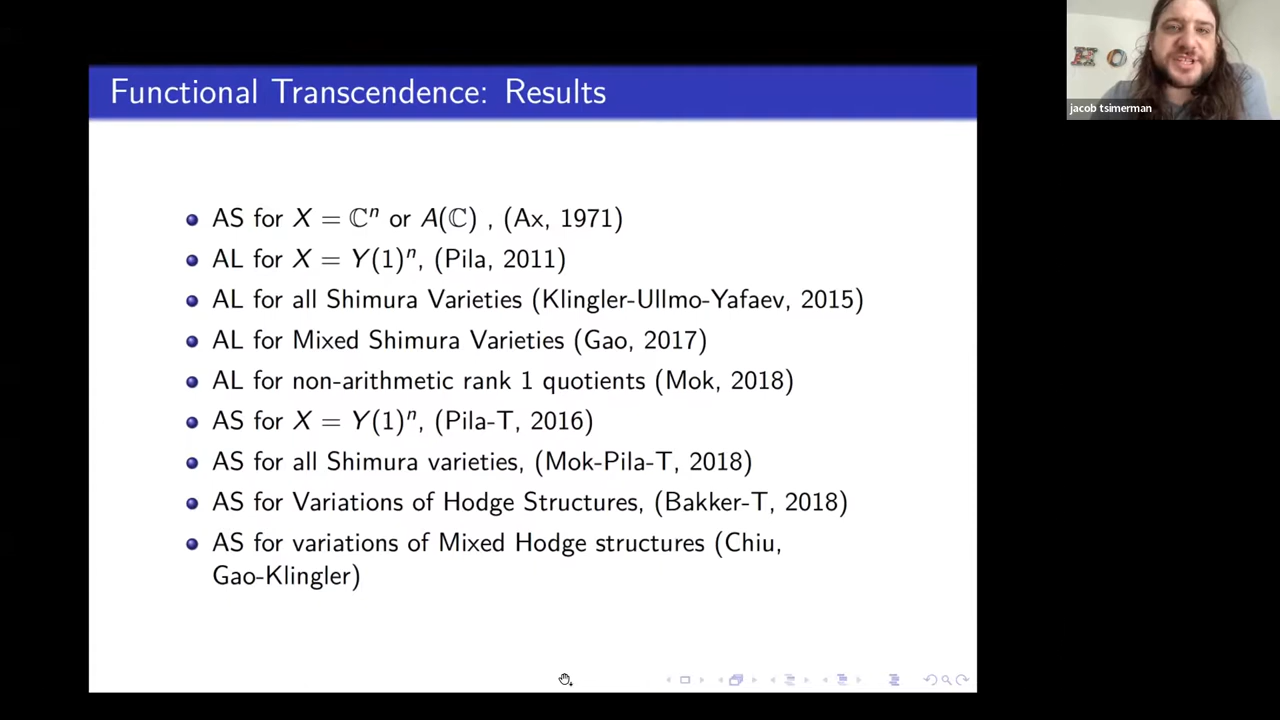 Functional Transcendence: Results
AS for X = ℂⁿ or A(ℂ) , (Ax, 1971)
AL for X = Y(1)ⁿ, (Pila, 2011)
AL for all Shimura Varieties (Klingler-Ullmo-Yafaev, 2015)
AL for Mixed Shimura Varieties (Gao, 2017)
AL for non-arithmetic rank 1 quotients (Mok, 2018)
AS for X = Y(1)ⁿ, (Pila-T, 2016)
AS for all Shimura varieties, (Mok-Pila-T, 2018)
AS for Variations of Hodge Structures, (Bakker-T, 2018)
AS for variations of Mixed Hodge structures (Chiu,
Gao-Klingler)
H O
jacob tsimerman